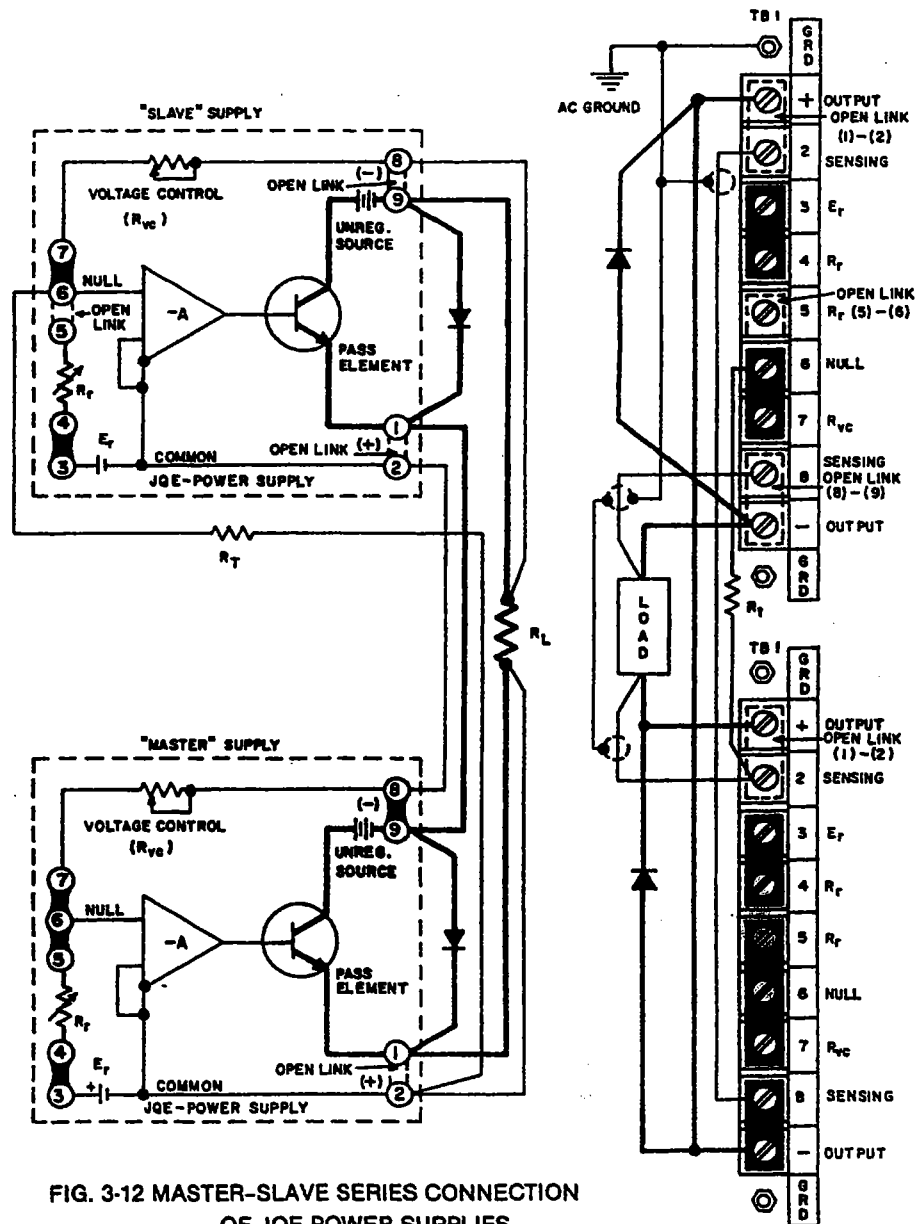 "SLAVE" SUPPLY
VOLTAGE CONTROL
(Rvc)
8
(-)
OPEN LINK
9
UNREG.
SOURCE
7
NULL
6
OPEN
LINK
5
-A
PASS
ELEMENT
Rr
4
Er
1
OPEN LINK (+)
3
COMMON
2
JQE-POWER SUPPLY
RT
RL
"MASTER" SUPPLY
VOLTAGE CONTROL
(Rvc)
8
(-)
9
UNREG.
SOURCE
7
NULL
6
5
-A
PASS
ELEMENT
Rr
4
Er
1
OPEN LINK
(+)
3
+
COMMON
2
JQE-POWER SUPPLY
TB1
GRD
AC GROUND
+ OUTPUT
OPEN LINK
(1)-(2)
2 SENSING
3 Er
4 Rr
OPEN LINK
5 Rr (5)-(6)
6 NULL
7 Rvc
8 SENSING
OPEN LINK
(8)-(9)
- OUTPUT
GRD
LOAD
RT
TB1
GRD
+ OUTPUT
OPEN LINK
(1)-(2)
2 SENSING
3 Er
4 Rr
5 Rr
6 NULL
7 Rvc
8 SENSING
- OUTPUT
GRD
FIG. 3-12 MASTER-SLAVE SERIES CONNECTION
OF JQE POWER SUPPLIES